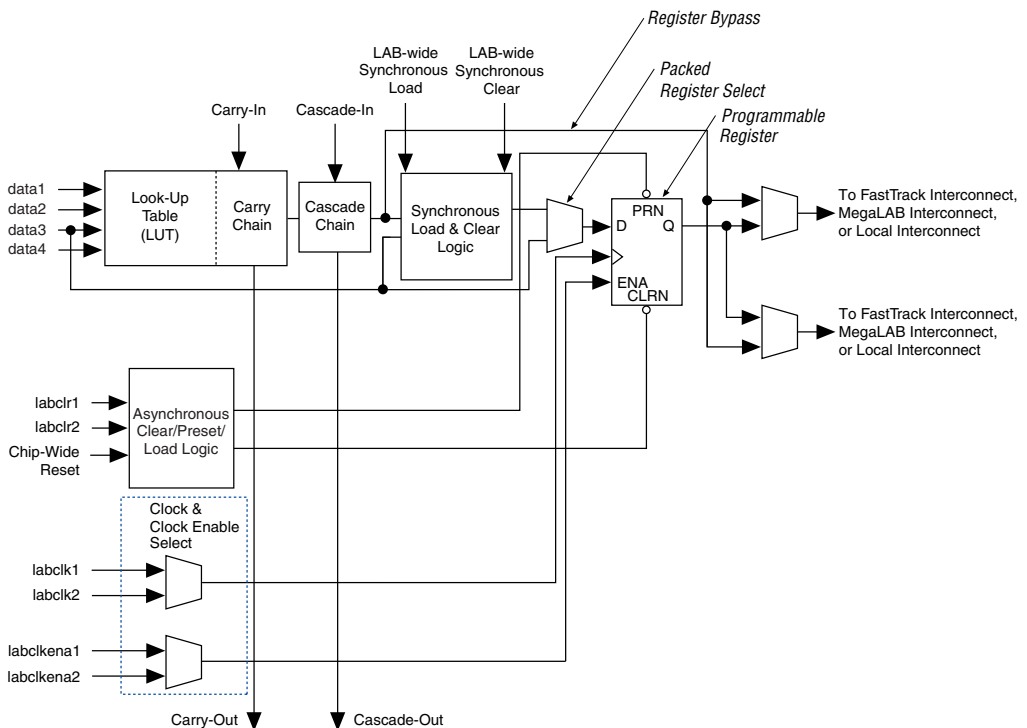 Register Bypass
LAB-wide
Synchronous
Load
LAB-wide
Synchronous
Clear
Packed
Register Select
Carry-In
Cascade-In
Programmable
Register
data1
data2
data3
data4
Look-Up
Table
(LUT)
Carry
Chain
Cascade
Chain
Synchronous
Load & Clear
Logic
PRN
D
Q
ENA
CLRN
To FastTrack Interconnect,
MegaLAB Interconnect,
or Local Interconnect
To FastTrack Interconnect,
MegaLAB Interconnect,
or Local Interconnect
labclr1
labclr2
Chip-Wide
Reset
Asynchronous
Clear/Preset/
Load Logic
Clock &
Clock Enable
Select
labclk1
labclk2
labclkena1
labclkena2
Carry-Out
Cascade-Out